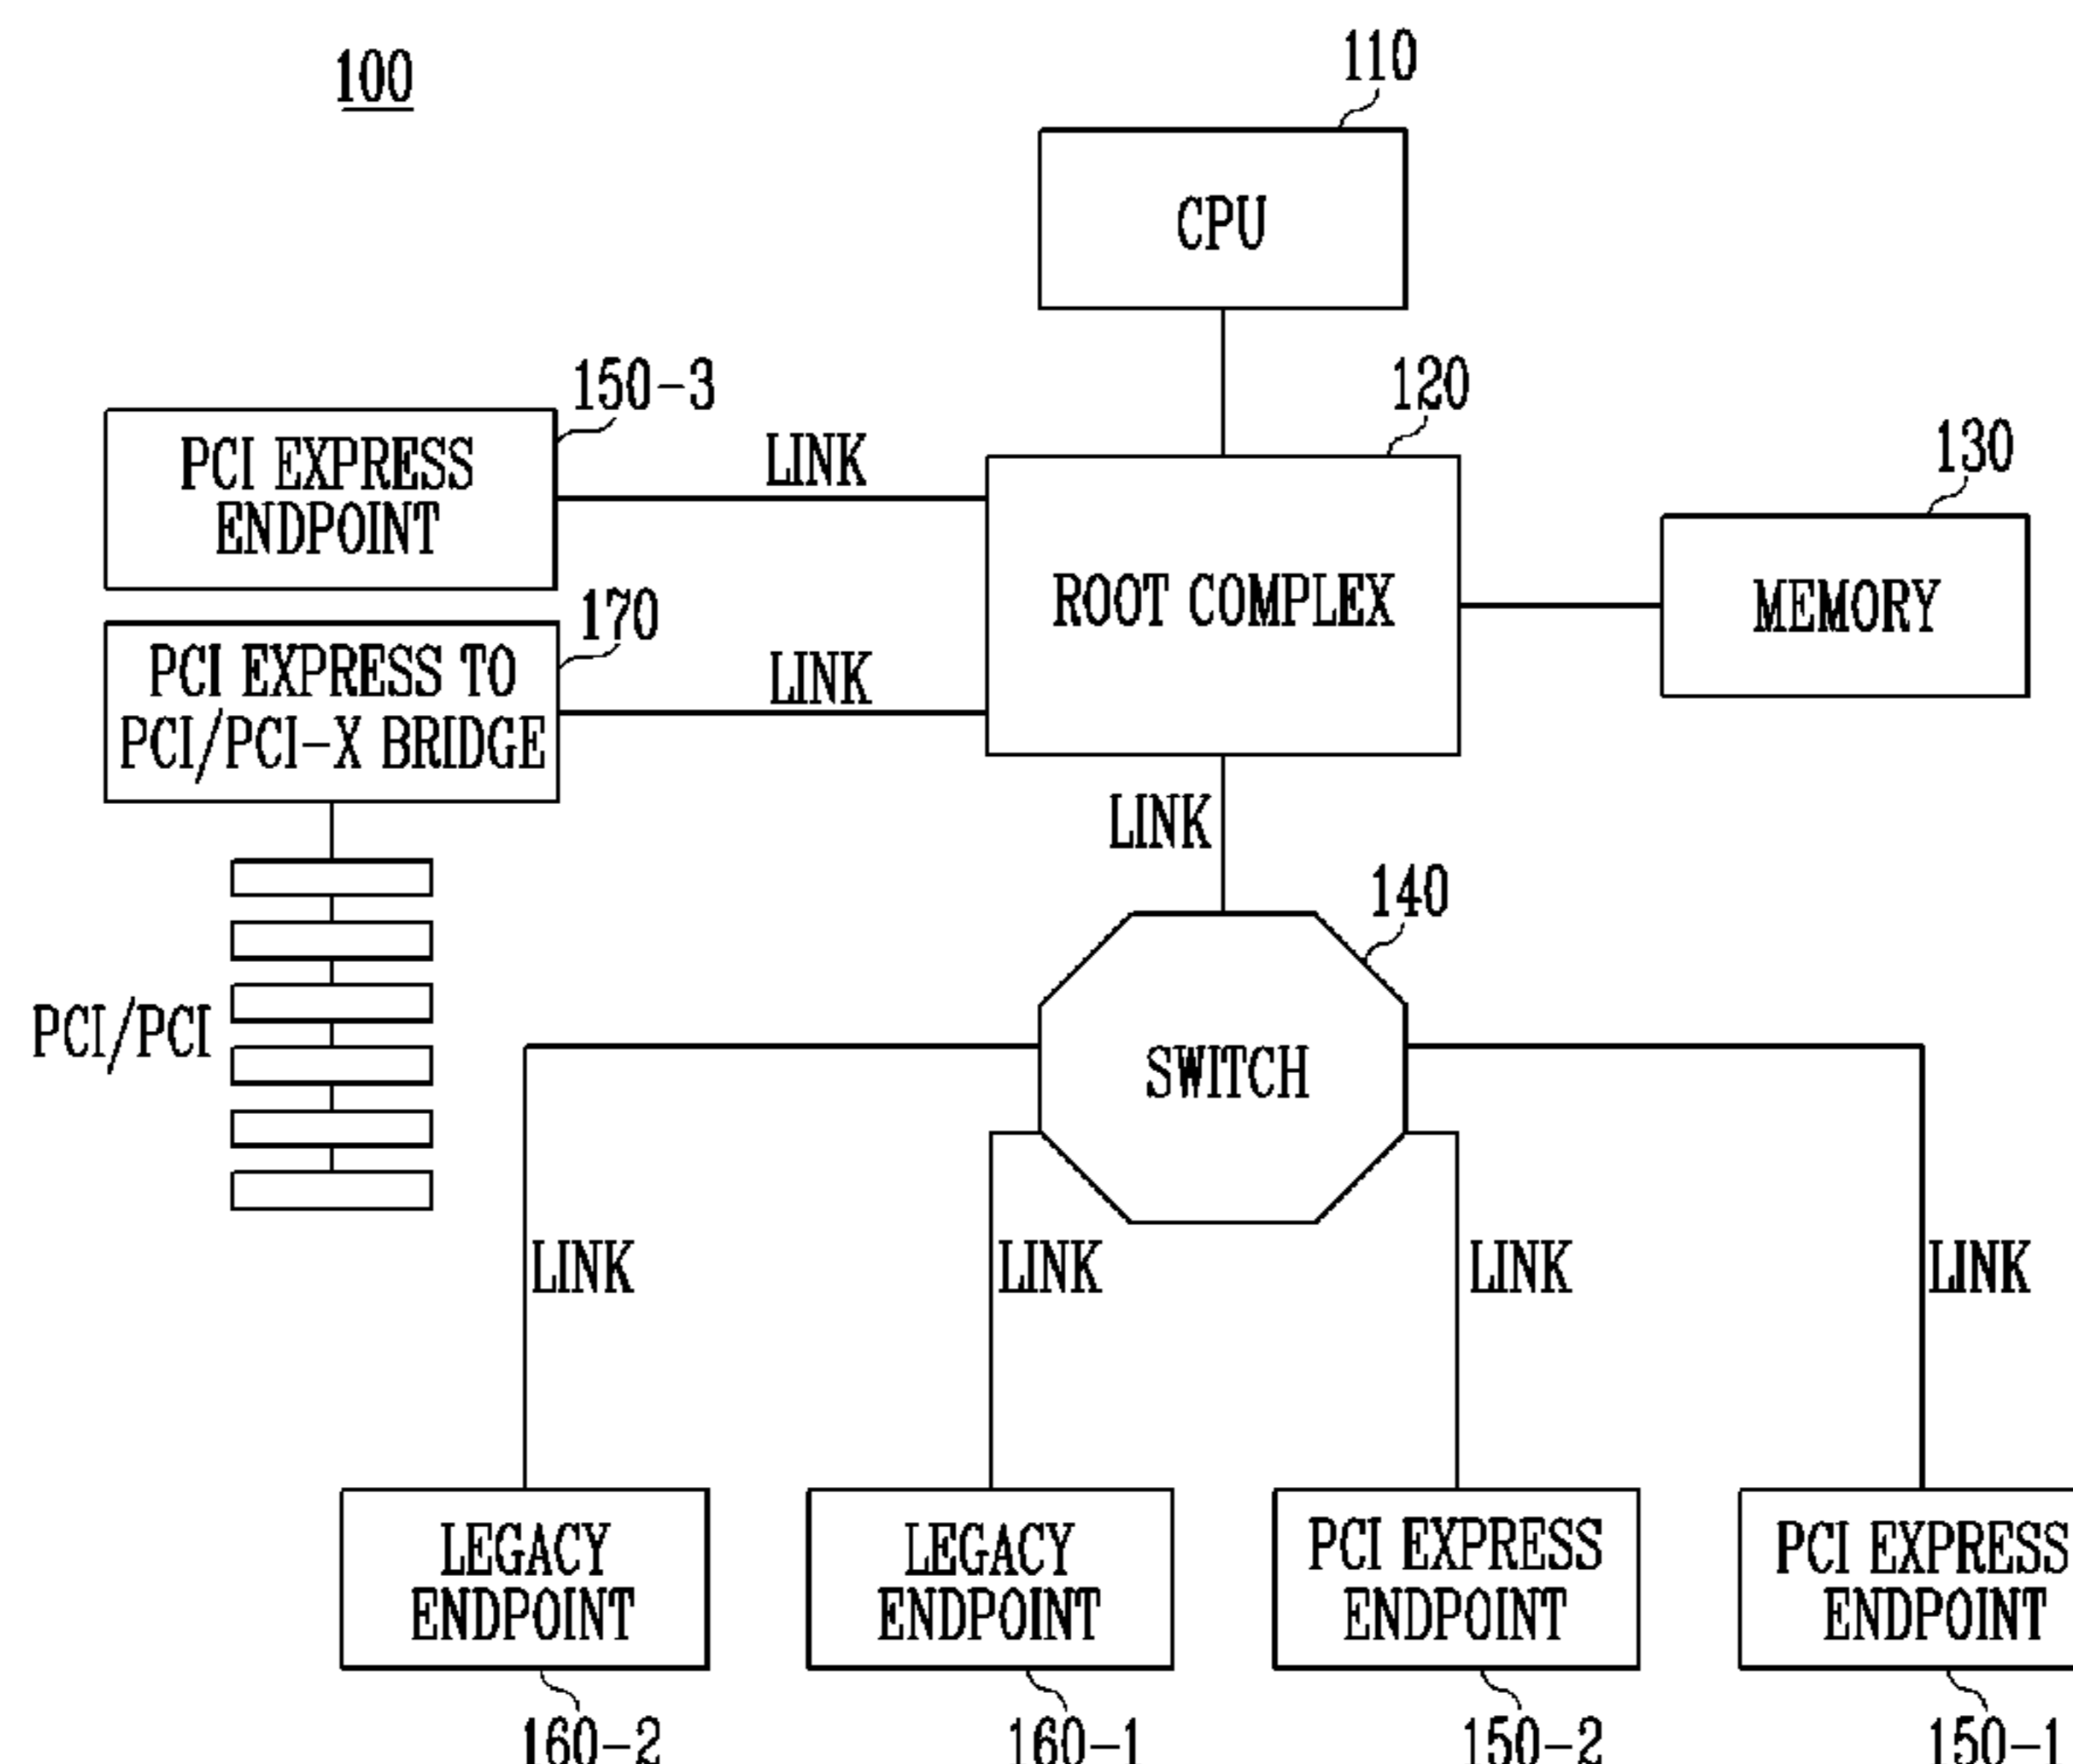 100
110
CPU
150-3
120
PCI EXPRESS
ENDPOINT
LINK
130
ROOT COMPLEX
MEMORY
170
PCI EXPRESS TO
PCI/PCI-X BRIDGE
LINK
LINK
140
PCI/PCI
SWITCH
LINK
LINK
LINK
LINK
LEGACY
ENDPOINT
LEGACY
ENDPOINT
PCI EXPRESS
ENDPOINT
PCI EXPRESS
ENDPOINT
160-2
160-1
150-2
150-1